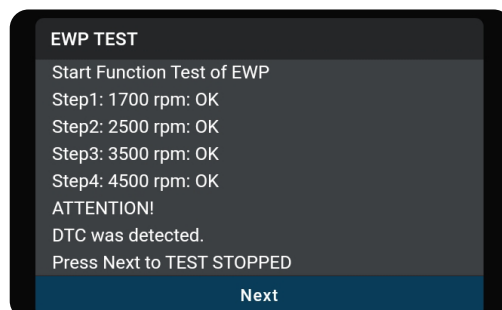 EWP TEST
Start Function Test of EWP
Step1: 1700 rpm: OK
Step2: 2500 rpm: OK
Step3: 3500 rpm: OK
Step4: 4500 rpm: OK
ATTENTION!
DTC was detected.
Press Next to TEST STOPPED
Next